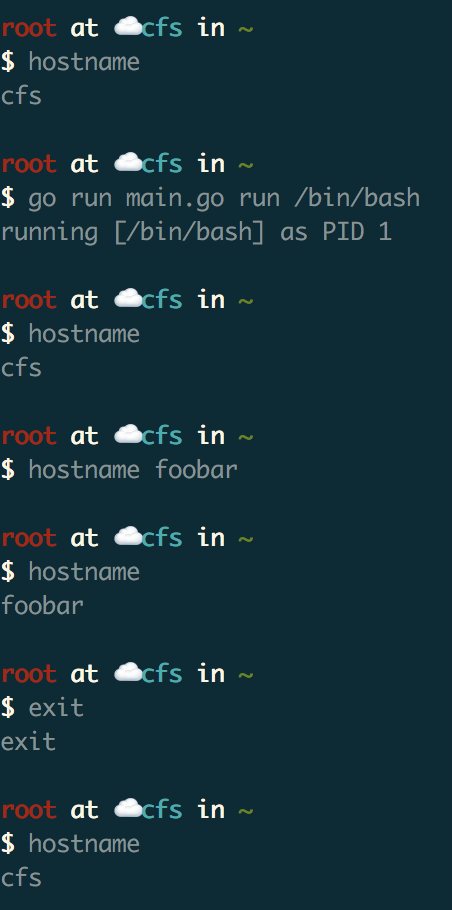 root at ☁️cfs in ~
$ hostname
cfs
root at ☁️cfs in ~
$ go run main.go run /bin/bash
running [/bin/bash] as PID 1
root at ☁️cfs in ~
$ hostname
cfs
root at ☁️cfs in ~
$ hostname foobar
root at ☁️cfs in ~
$ hostname
foobar
root at ☁️cfs in ~
$ exit
exit
root at ☁️cfs in ~
$ hostname
cfs